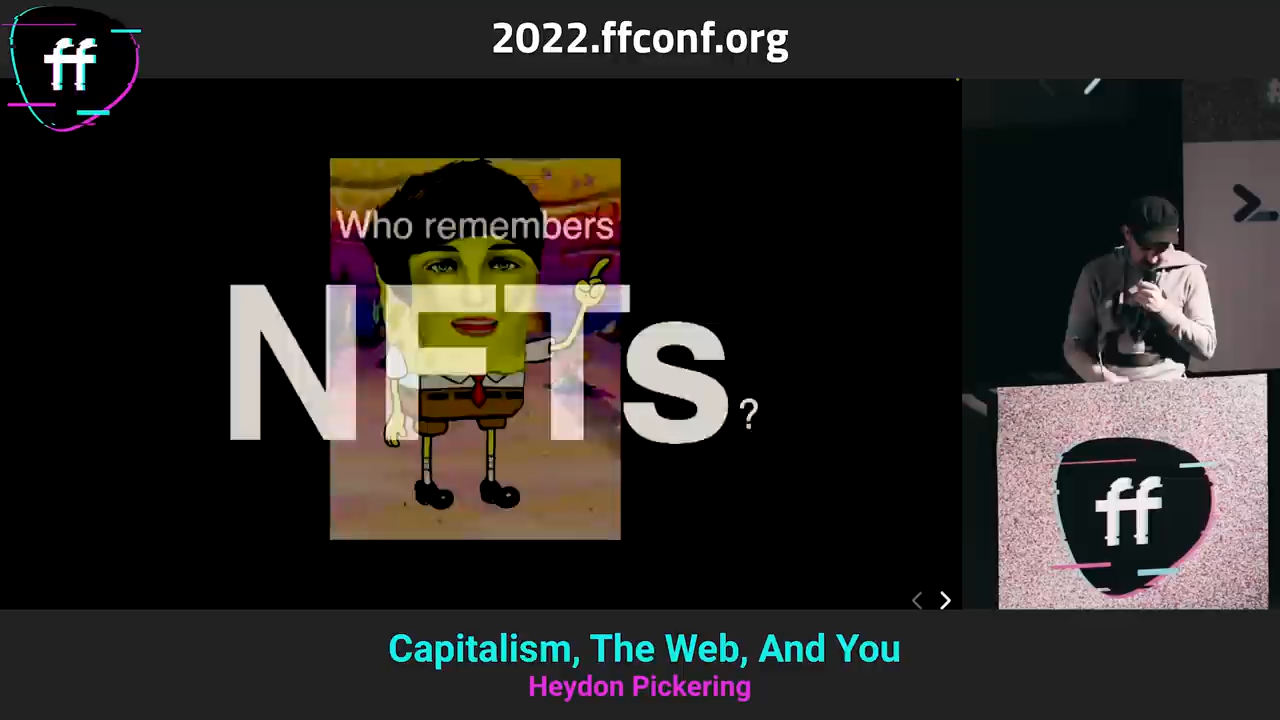 2022.ffconf.org
ff
Who remembers
NFTs?
ff
Capitalism, The Web, And You
Heydon Pickering